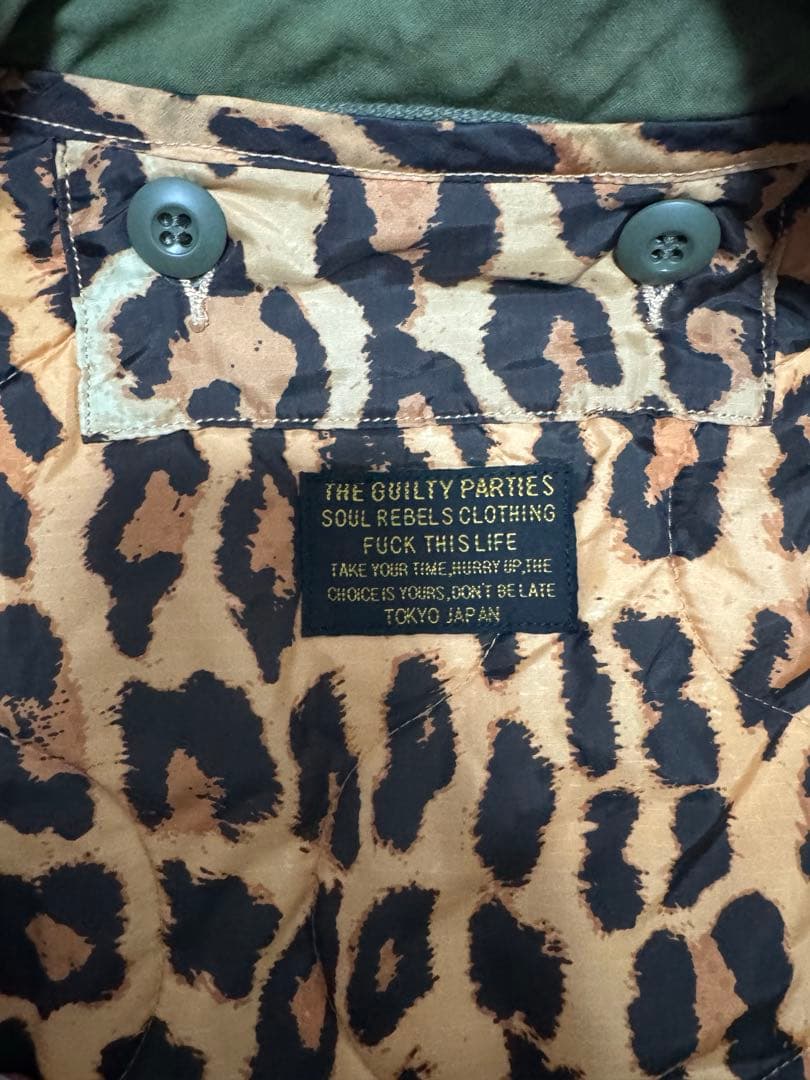 THE GUILTY PARTIES
SOUL REBELS CLOTHING
FUCK THIS LIFE
TAKE YOUR TIME,HURRY UP,THE
CHOICE IS YOURS,DON'T BE LATE
TOKYO JAPAN